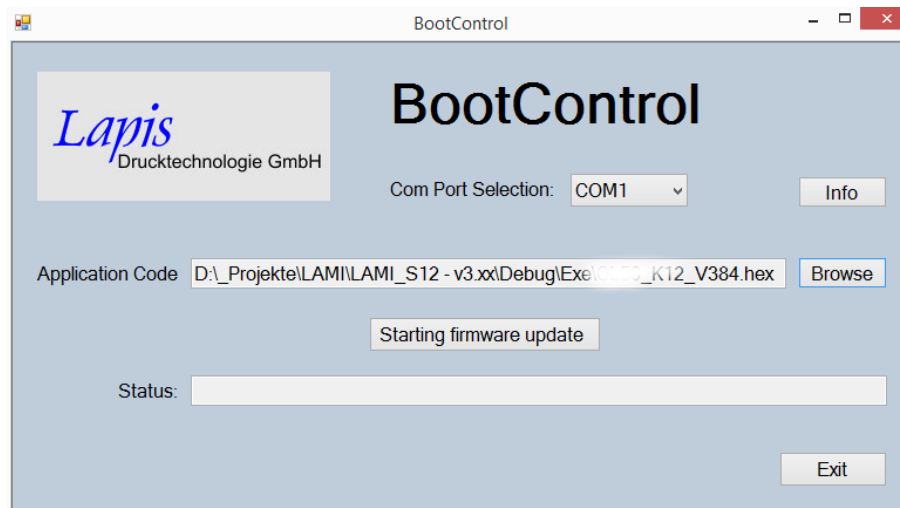 BootControl
BootControl
Lapis
Drucktechnologie GmbH
Com Port Selection: COM1 Info
Application Code D:\_Projekte\LAMI\LAMI_S12 - v3.xx\Debug\Exe\ _K12_V384.hex Browse
Starting firmware update
Status:
Exit